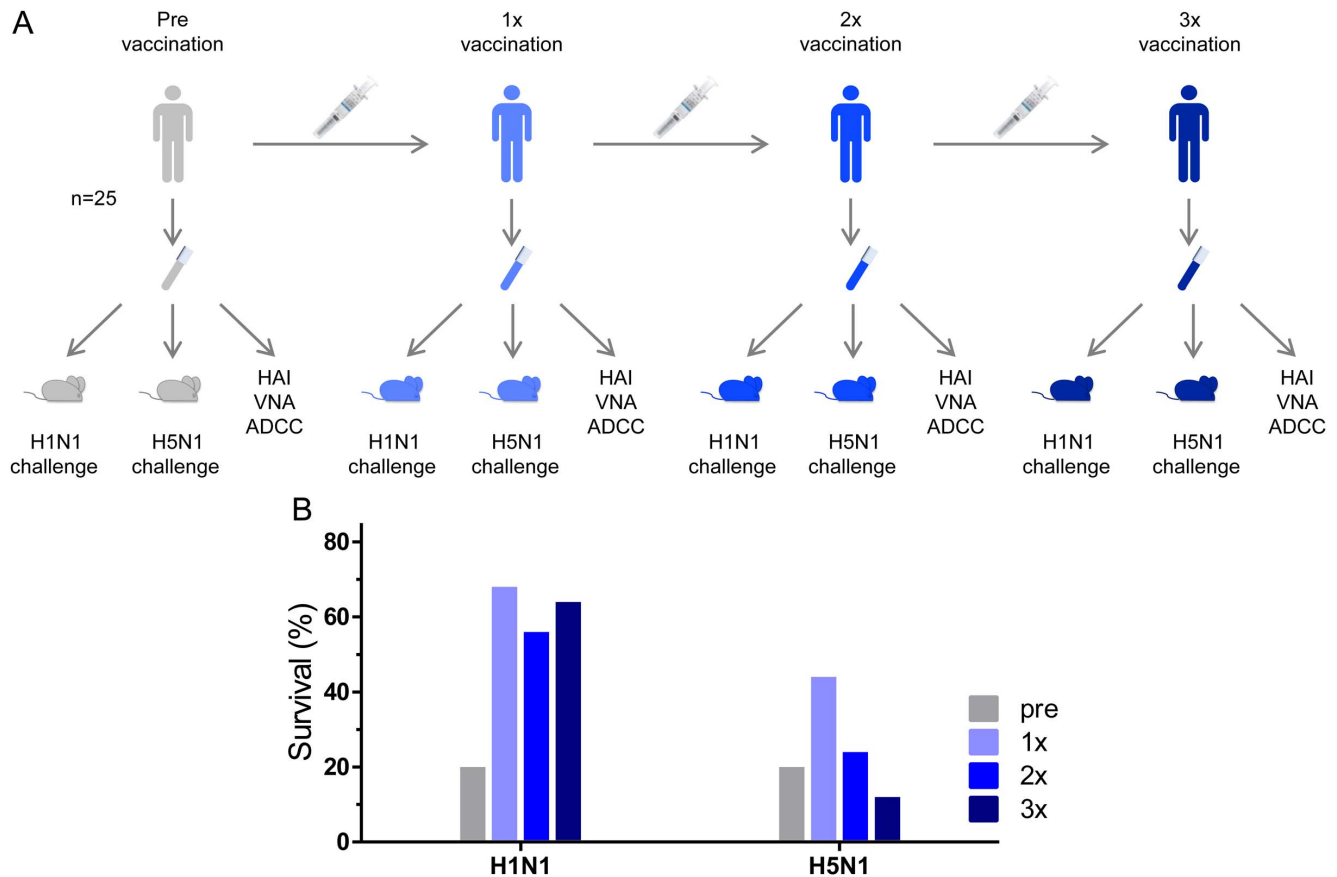 A
Pre
vaccination
1x
vaccination
2x
vaccination
3x
vaccination
n=25
HAI
VNA
ADCC
H1N1
challenge
H5N1
challenge
HAI
VNA
ADCC
H1N1
challenge
H5N1
challenge
HAI
VNA
ADCC
H1N1
challenge
H5N1
challenge
HAI
VNA
ADCC
H1N1
challenge
H5N1
challenge
B
Survival (%)
80
60
40
20
0
H1N1
H5N1
pre
1x
2x
3x